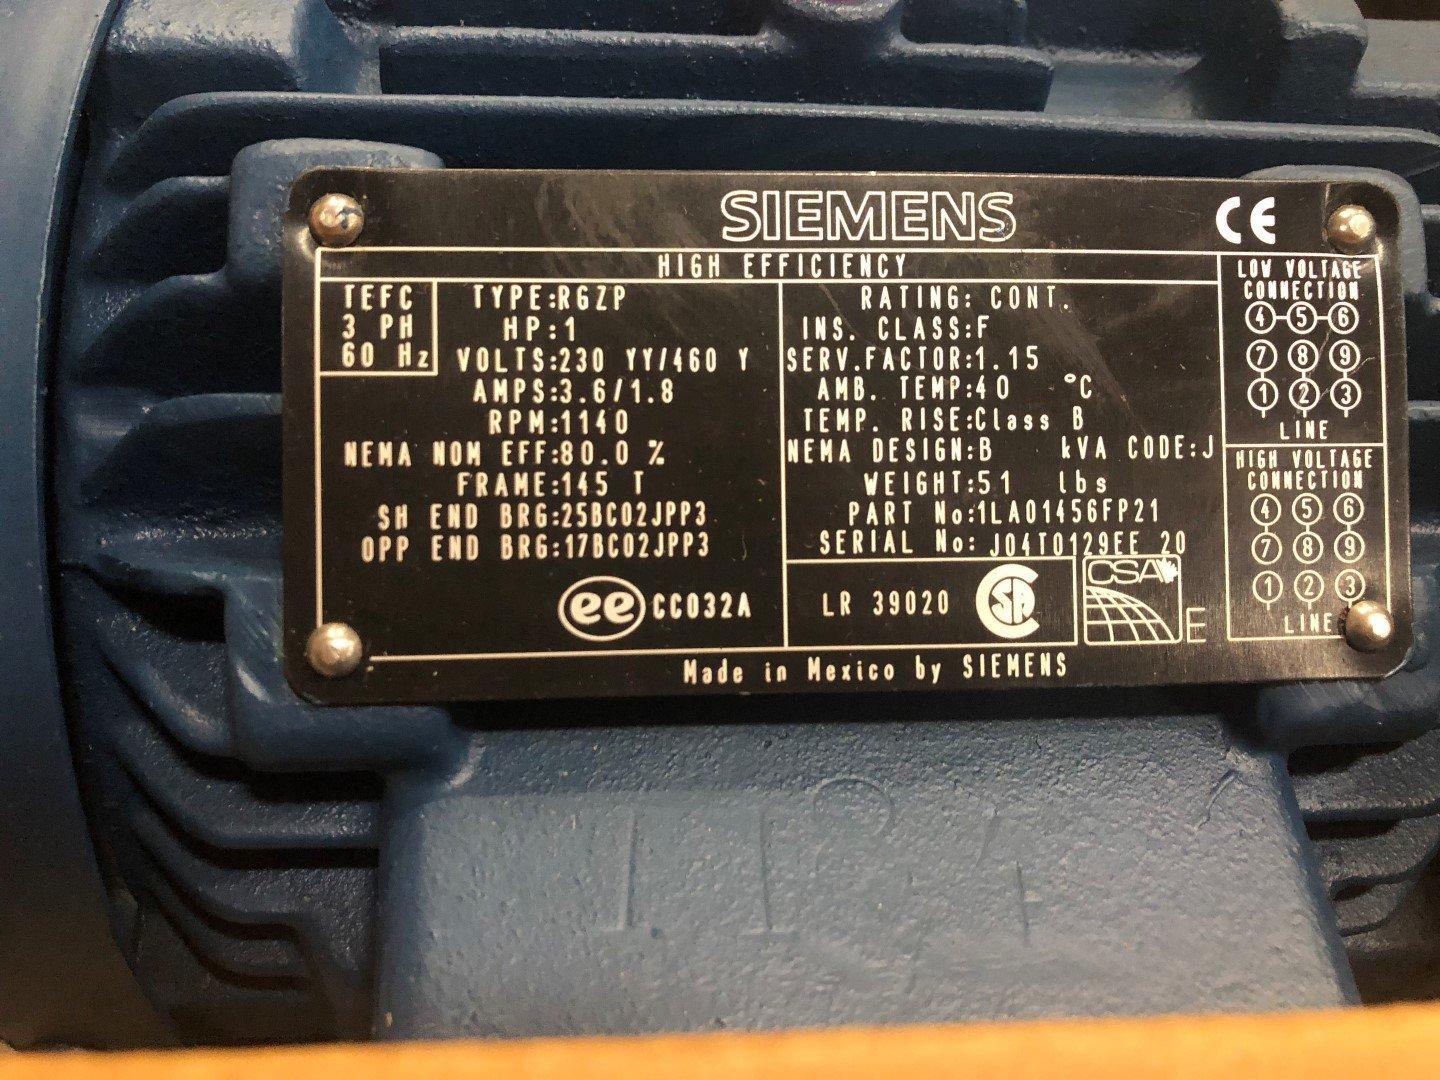 SIEMENS
CE
HIGH EFFICIENCY
TEFC
3 PH
60 Hz
TYPE:RGZP
HP:1
VOLTS:230 YY/460 Y
AMPS:3.6/1.8
RPM:1140
NEMA NOM EFF:80.0 %
FRAME:145 T
SH END BRG:25BC02JPP3
OPP END BRG:17BC02JPP3
ee CC032A
RATING: CONT.
INS. CLASS:F
SERV.FACTOR:1.15
AMB. TEMP:40 °C
TEMP. RISE:Class B
NEMA DESIGN:B kVA CODE:J
WEIGHT:51 lbs
PART No:1LA01456FP21
SERIAL No: J04T0129EE 20
LR 39020 CSA CSA E
LOW VOLTAGE
CONNECTION
4-5-6
7 8 9
1 2 3
LINE
HIGH VOLTAGE
CONNECTION
4 5 6
7 8 9
1 2 3
LINE
Made in Mexico by SIEMENS